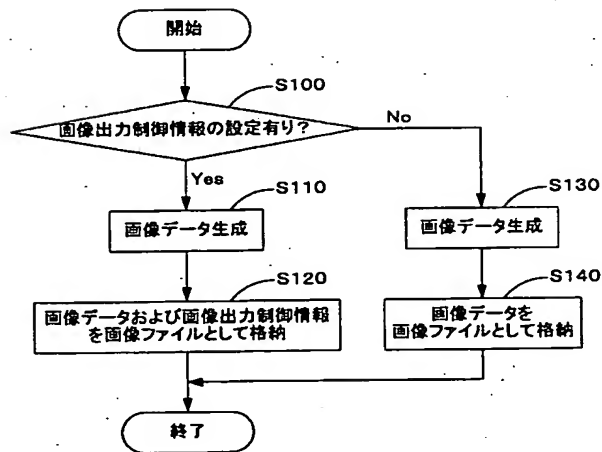 開始
S100
画像出力制御情報の設定有り?
No
Yes
S110
画像データ生成
S130
画像データ生成
S120
画像データおよび画像出力制御情報
を画像ファイルとして格納
S140
画像データを
画像ファイルとして格納
終了